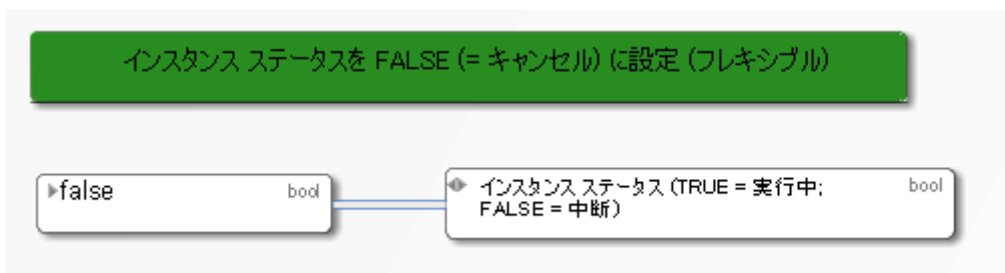 インスタンス ステータスを FALSE (= キャンセル) に設定 (フレキシブル)
false bool
インスタンス ステータス (TRUE = 実行中; bool
FALSE = 中断)